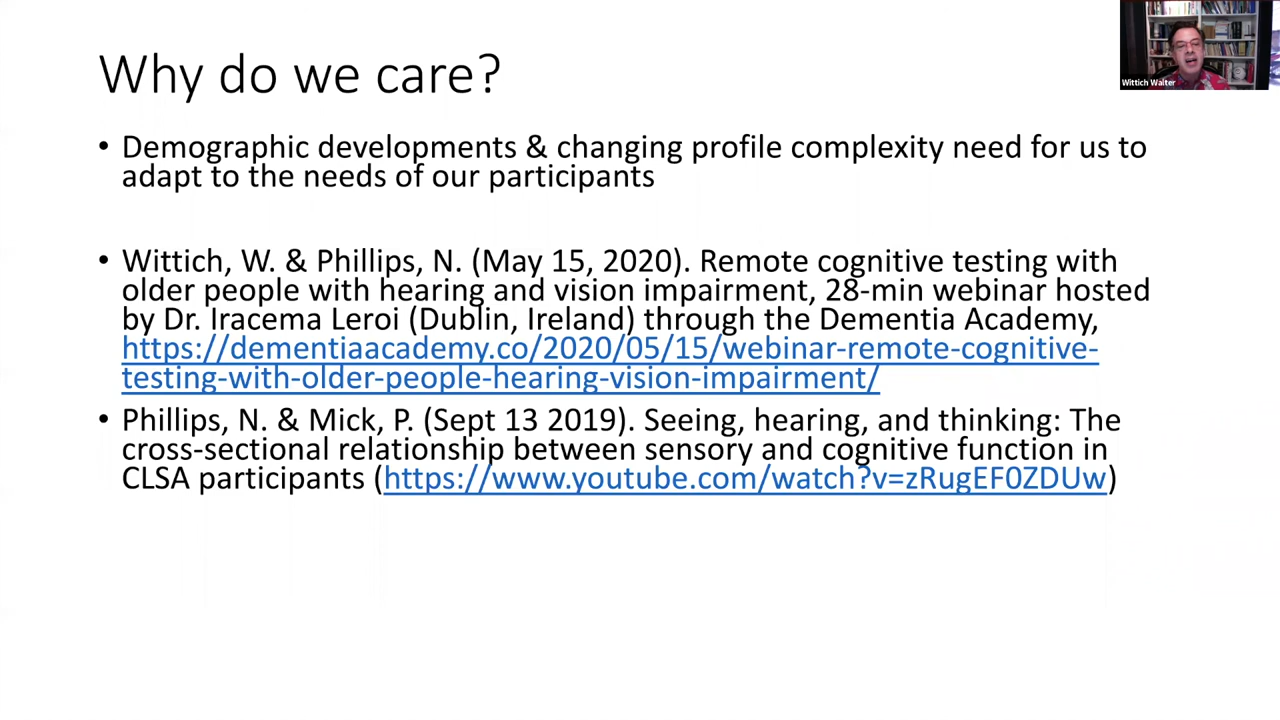 Why do we care?
Wittich Walter
• Demographic developments & changing profile complexity need for us to
adapt to the needs of our participants
• Wittich, W. & Phillips, N. (May 15, 2020). Remote cognitive testing with
older people with hearing and vision impairment, 28-min webinar hosted
by Dr. Iracema Leroi (Dublin, Ireland) through the Dementia Academy,
https://dementiaacademy.co/2020/05/15/webinar-remote-cognitive-
testing-with-older-people-hearing-vision-impairment/
• Phillips, N. & Mick, P. (Sept 13 2019). Seeing, hearing, and thinking: The
cross-sectional relationship between sensory and cognitive function in
CLSA participants (https://www.youtube.com/watch?v=zRugEF0ZDUw)